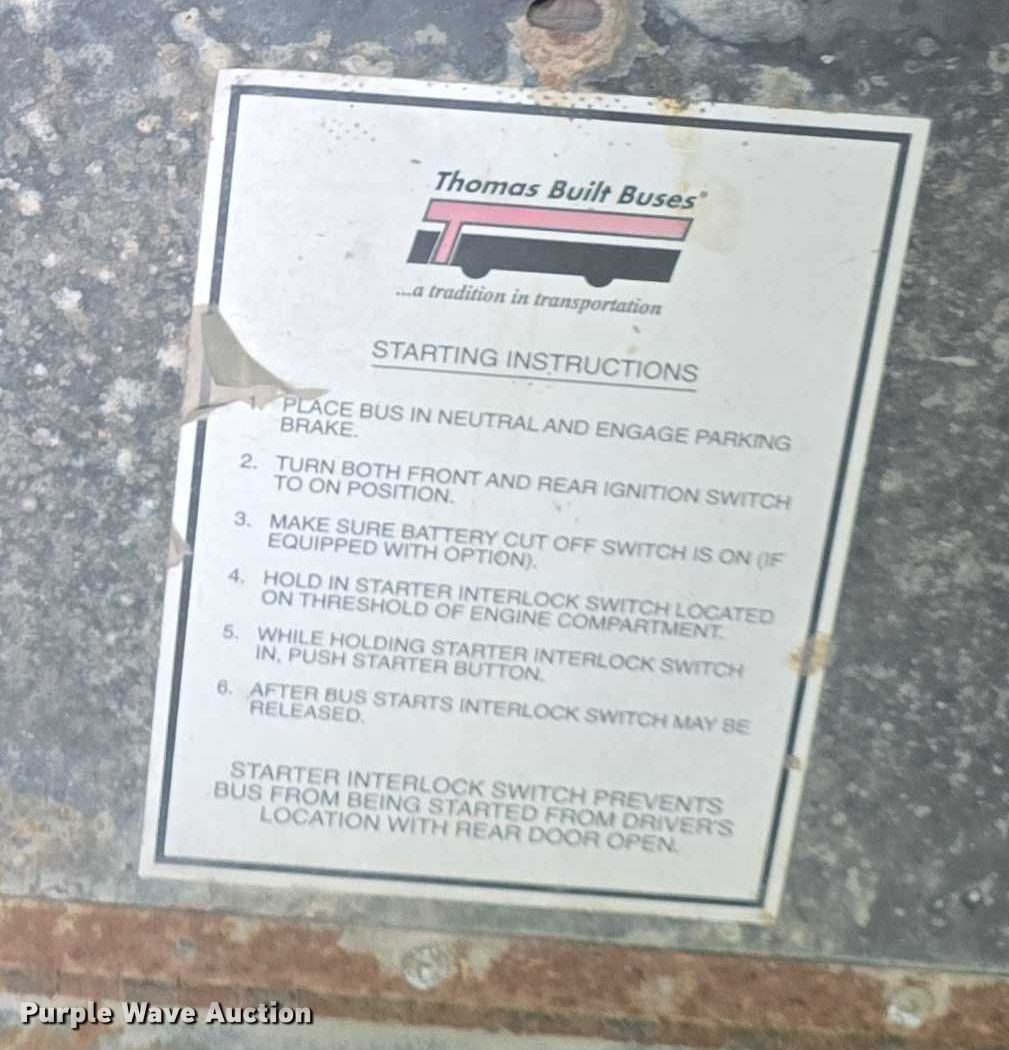 Thomas Built Buses®
...a tradition in transportation
STARTING INSTRUCTIONS
1. PLACE BUS IN NEUTRAL AND ENGAGE PARKING
BRAKE.
2. TURN BOTH FRONT AND REAR IGNITION SWITCH
TO ON POSITION.
3. MAKE SURE BATTERY CUT OFF SWITCH IS ON (IF
EQUIPPED WITH OPTION).
4. HOLD IN STARTER INTERLOCK SWITCH LOCATED
ON THRESHOLD OF ENGINE COMPARTMENT.
5. WHILE HOLDING STARTER INTERLOCK SWITCH
IN, PUSH STARTER BUTTON.
6. AFTER BUS STARTS INTERLOCK SWITCH MAY BE
RELEASED.
STARTER INTERLOCK SWITCH PREVENTS
BUS FROM BEING STARTED FROM DRIVER'S
LOCATION WITH REAR DOOR OPEN.
Purple Wave Auction